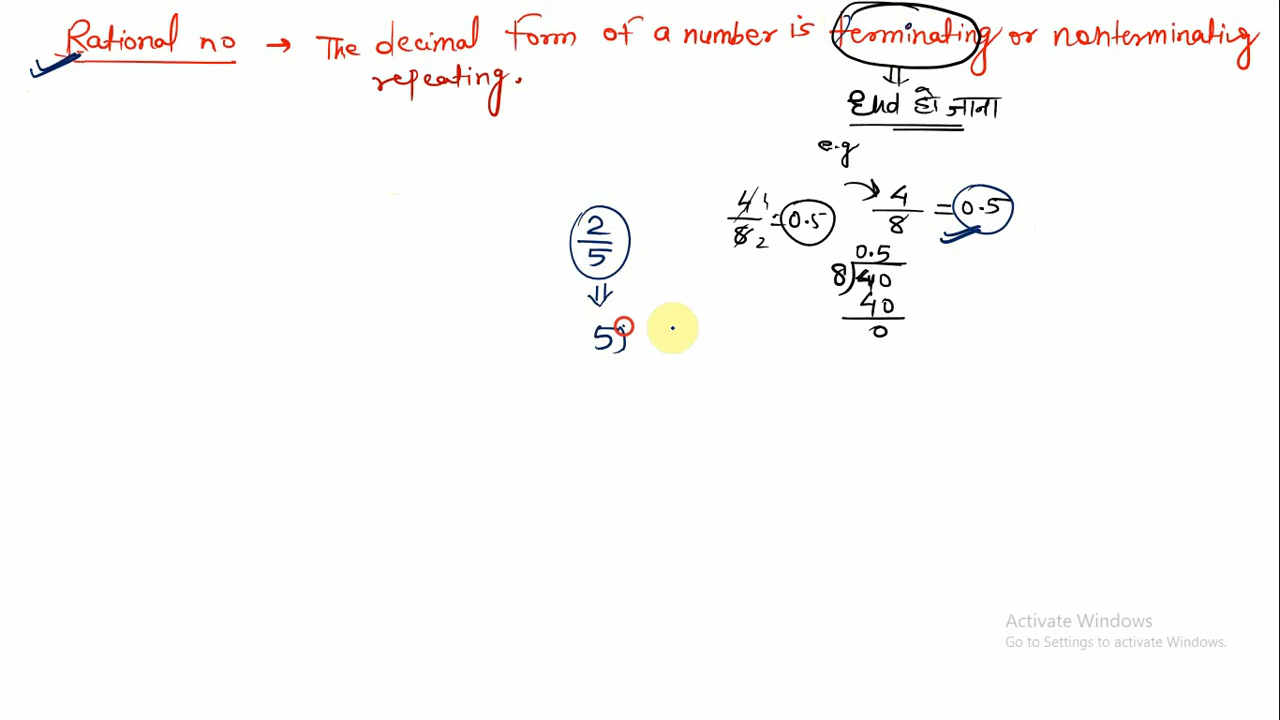 Rational no → The decimal form of a number is terminating or nonterminating
repeating.
⇓
End हो जाना
e.g
4/8 = 0.5
1
2
→ 4/8 = 0.5
0.5
8)40
40
0
2/5
⇓
5)
Activate Windows
Go to Settings to activate Windows.